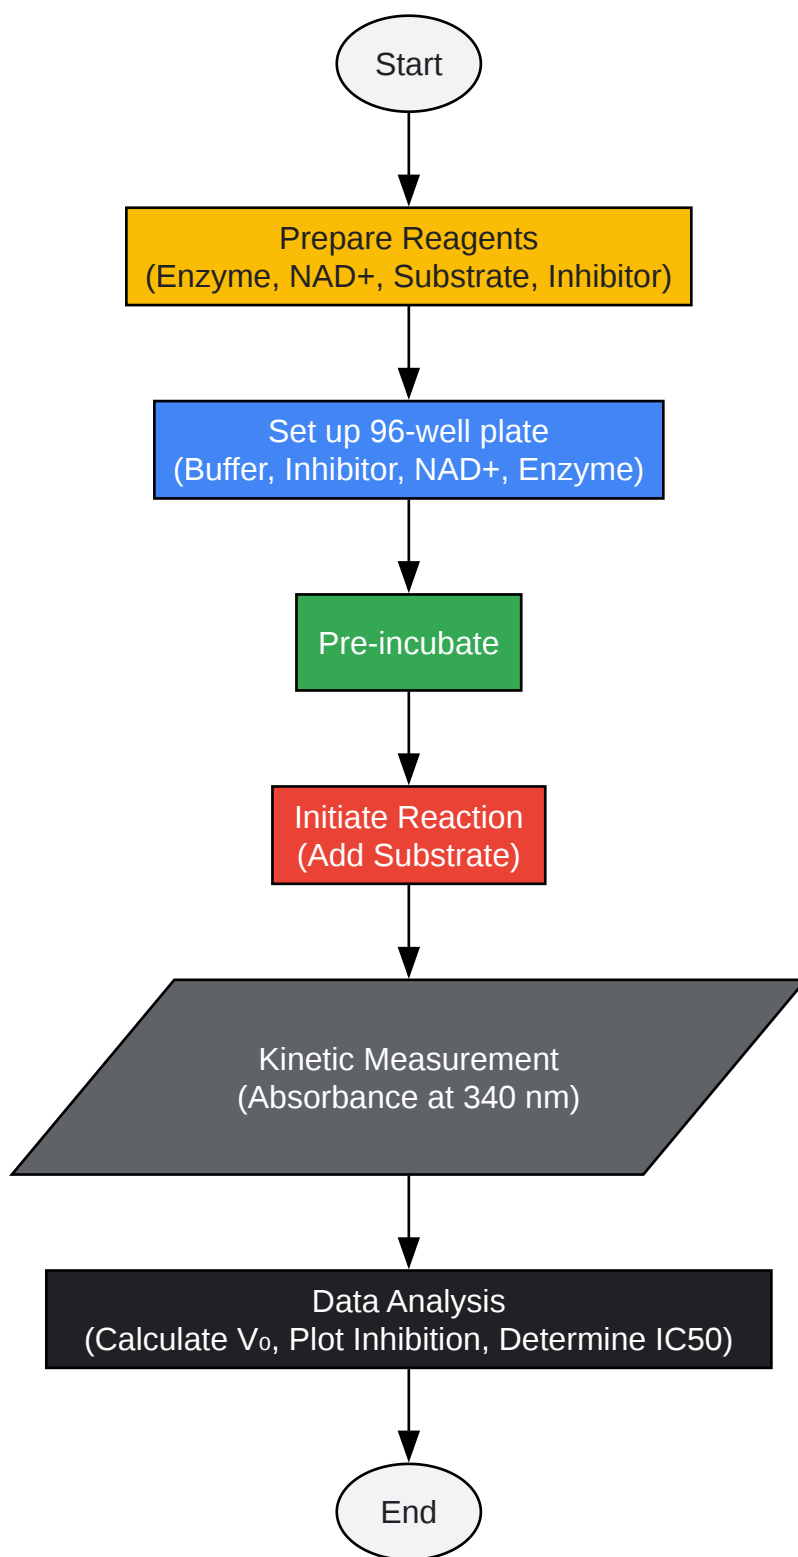 Start
Prepare Reagents
(Enzyme, NAD+, Substrate, Inhibitor)
Set up 96-well plate
(Buffer, Inhibitor, NAD+, Enzyme)
Pre-incubate
Initiate Reaction
(Add Substrate)
Kinetic Measurement
(Absorbance at 340 nm)
Data Analysis
(Calculate V₀, Plot Inhibition, Determine IC50)
End